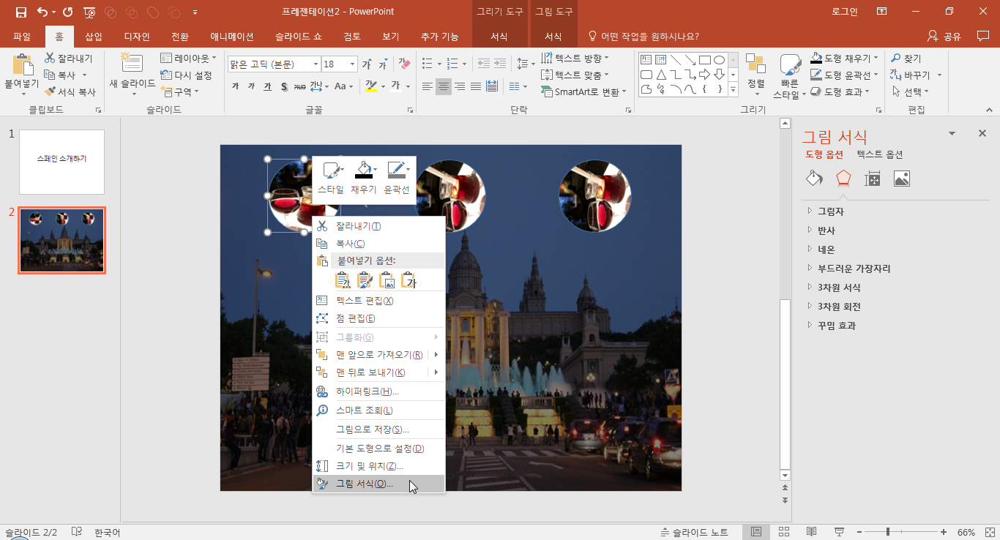 프레젠테이션2 - PowerPoint
그리기 도구
그림 도구
로그인
파일
홈
삽입
디자인
전환
애니메이션
슬라이드 쇼
검토
보기
추가 기능
서식
서식
어떤 작업을 원하시나요?
공유
붙여넣기
잘라내기
복사
서식 복사
클립보드
새 슬라이드
레이아웃
다시 설정
구역
슬라이드
맑은 고딕 (본문)
18
가 가 가 S abc 가나 Aa 가 가
글꼴
텍스트 방향
텍스트 맞춤
SmartArt로 변환
단락
정렬
빠른
스타일
도형 채우기
도형 윤곽선
도형 효과
그리기
찾기
바꾸기
선택
편집
1
스페인 소개하기
2
스타일
채우기
윤곽선
잘라내기(T)
복사(C)
붙여넣기 옵션:
텍스트 편집(X)
점 편집(E)
그룹화(G)
맨 앞으로 가져오기(R)
맨 뒤로 보내기(K)
하이퍼링크(H)...
스마트 조회(L)
그림으로 저장(S)...
기본 도형으로 설정(D)
크기 및 위치(Z)...
그림 서식(O)...
그림 서식
도형 옵션
텍스트 옵션
그림자
반사
네온
부드러운 가장자리
3차원 서식
3차원 회전
꾸밈 효과
슬라이드 2/2
한국어
슬라이드 노트
66%